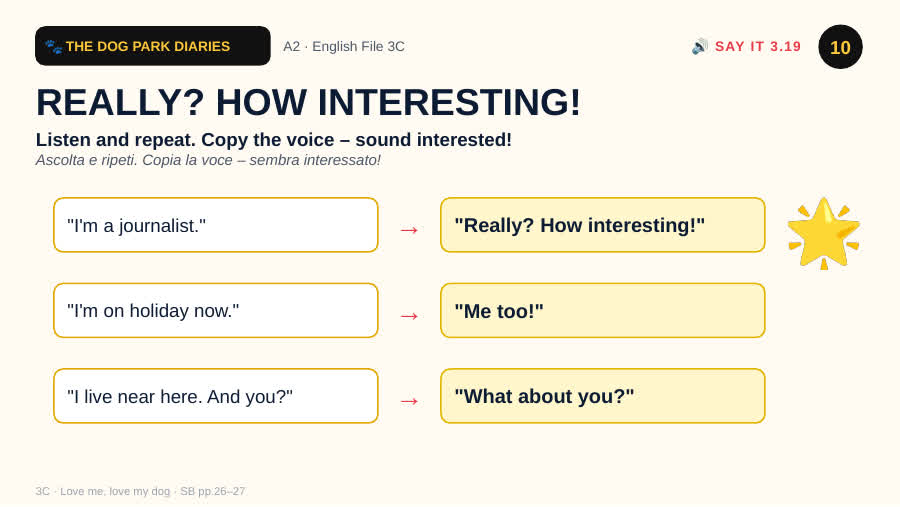 🐾 THE DOG PARK DIARIES
A2 · English File 3C
🔊 SAY IT 3.19
10
REALLY? HOW INTERESTING!
Listen and repeat. Copy the voice – sound interested!
Ascolta e ripeti. Copia la voce – sembra interessato!
"I'm a journalist." → "Really? How interesting!"
"I'm on holiday now." → "Me too!"
"I live near here. And you?" → "What about you?"
3C · Love me, love my dog · SB pp.26–27